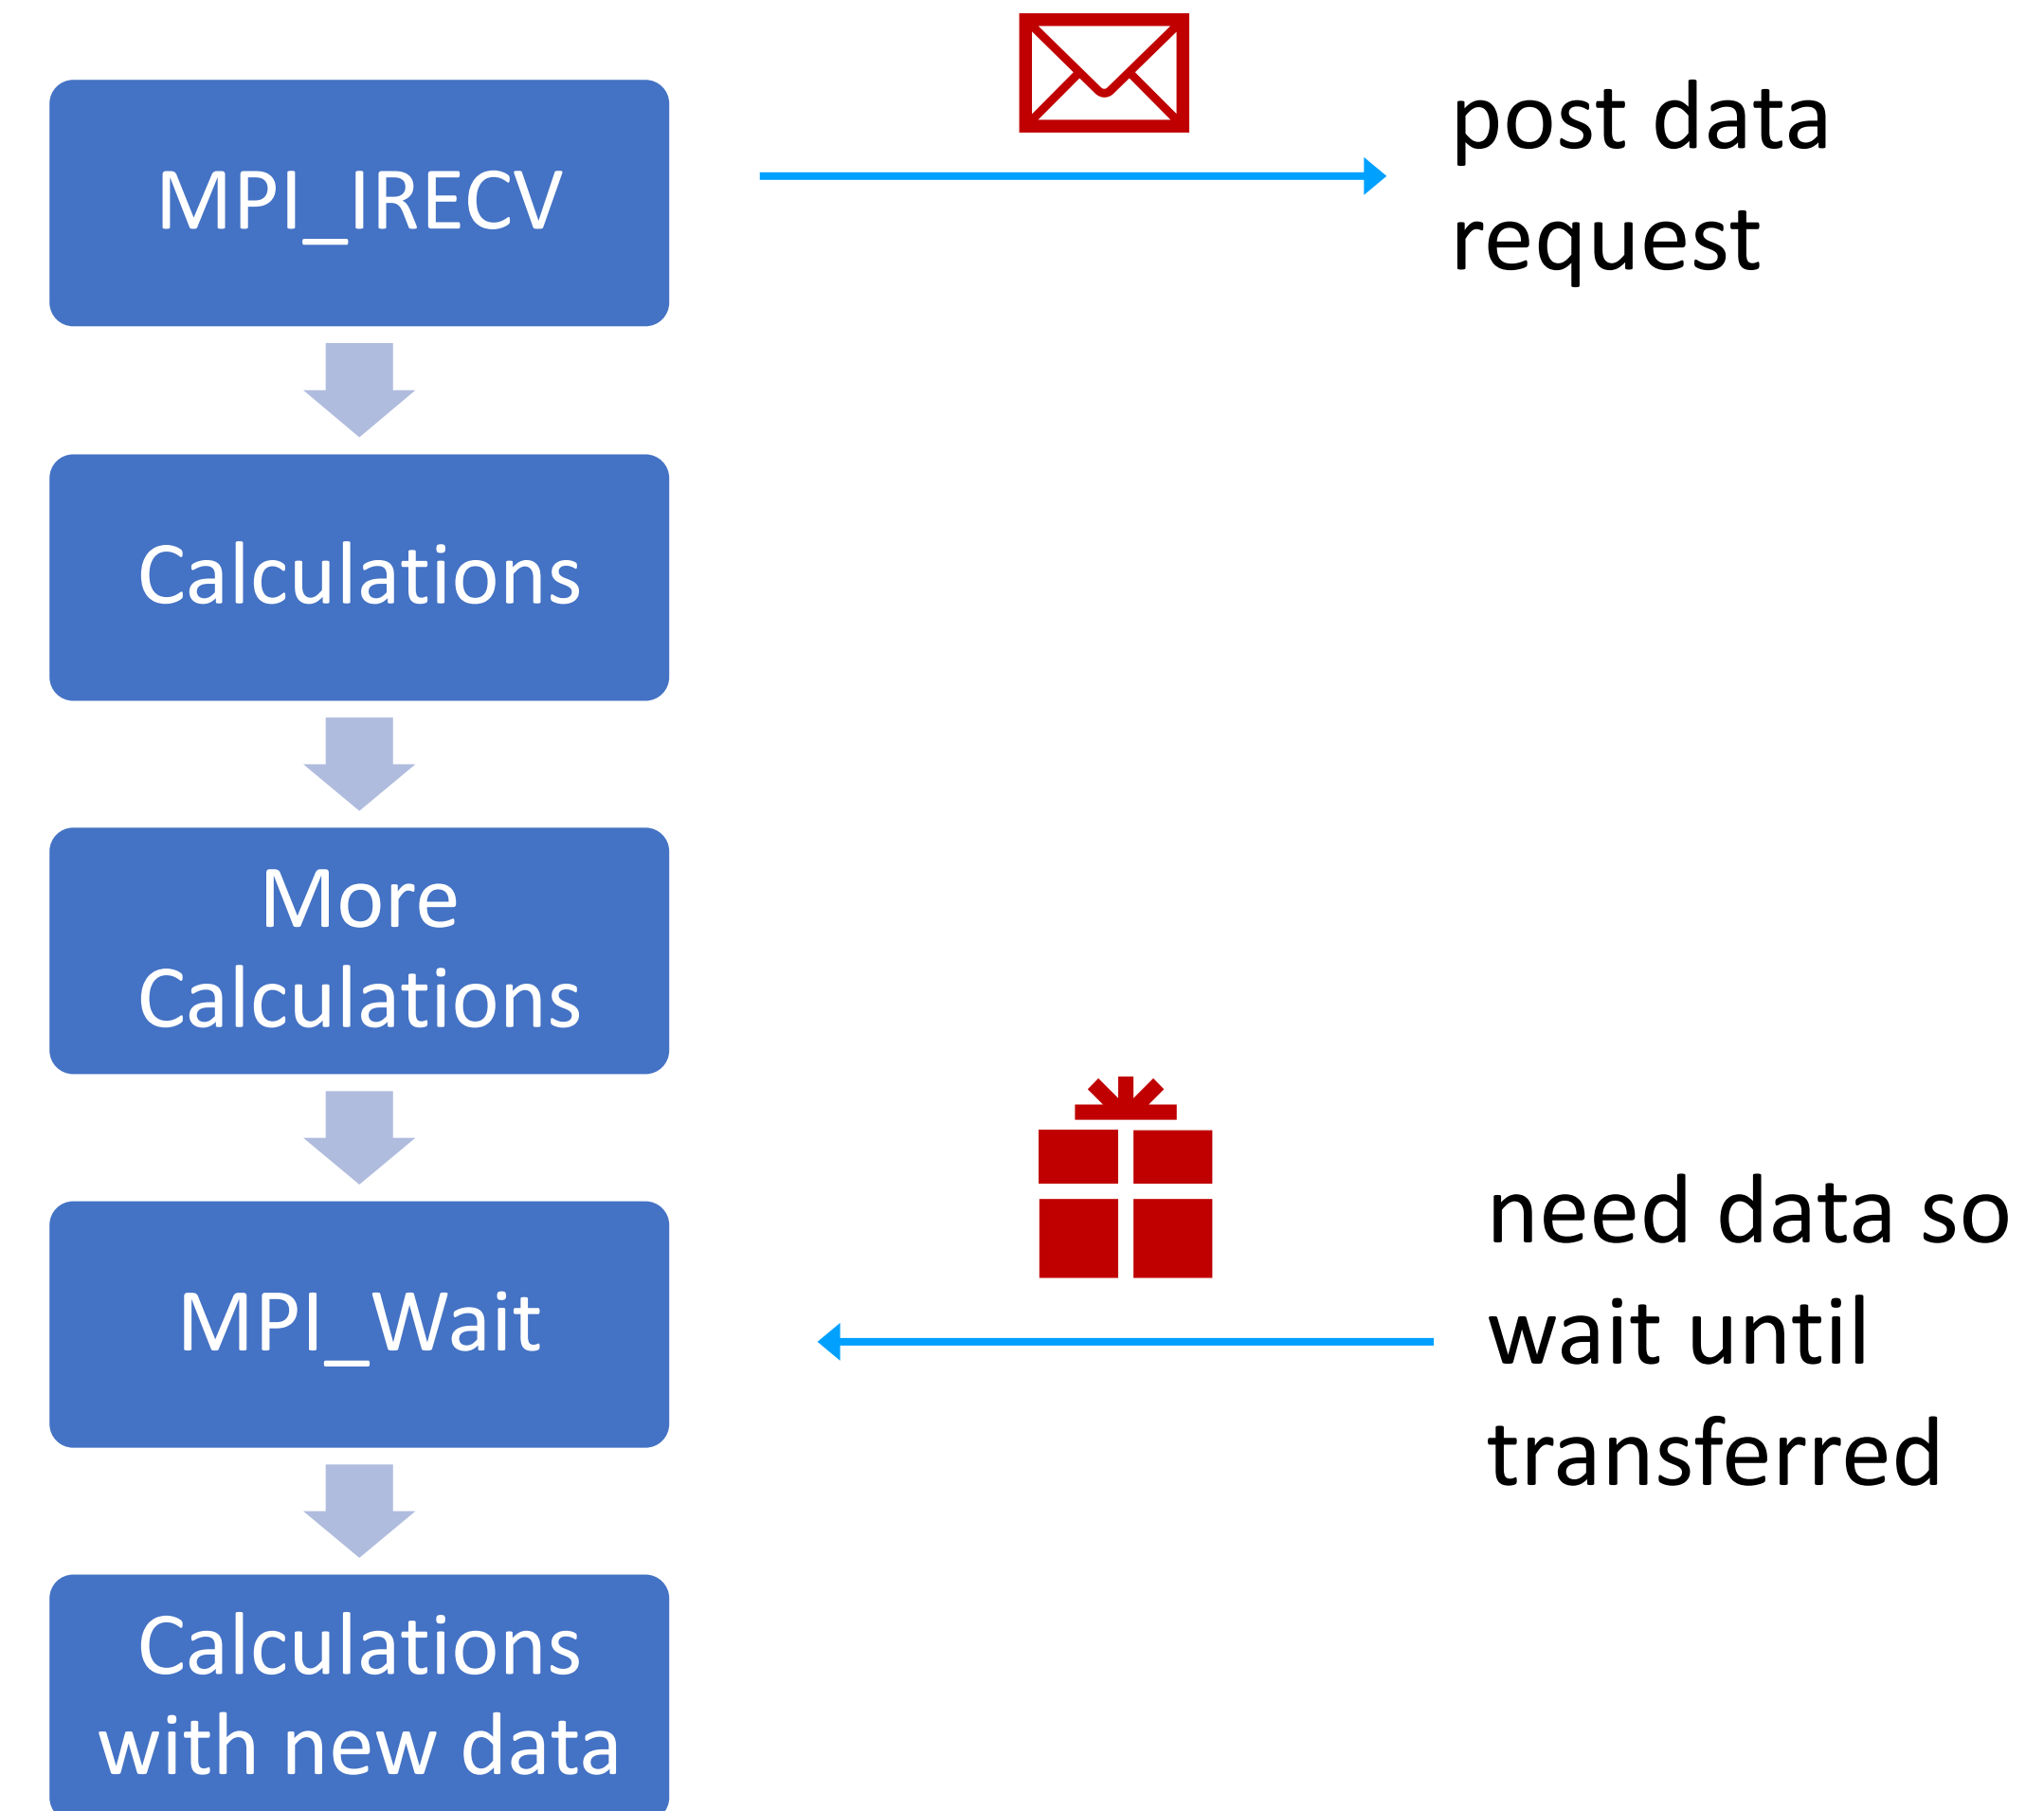 MPI_IRECV
post data
request
Calculations
More
Calculations
MPI_Wait
need data so
wait until
transferred
Calculations
with new data